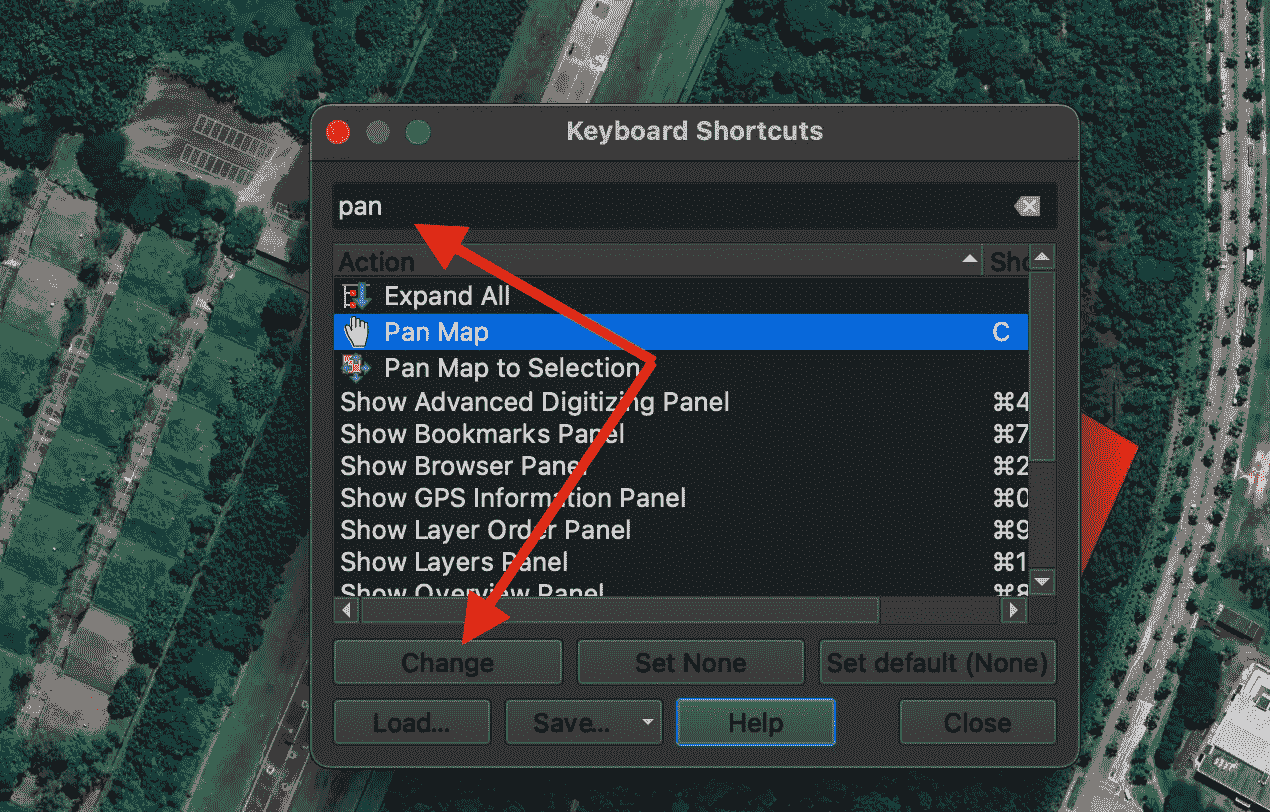 Keyboard Shortcuts
pan
Action Sho
Expand All
Pan Map C
Pan Map to Selection
Show Advanced Digitizing Panel ⌘4
Show Bookmarks Panel ⌘7
Show Browser Panel ⌘2
Show GPS Information Panel ⌘0
Show Layer Order Panel ⌘9
Show Layers Panel ⌘1
Show Overview Panel ⌘8
Change Set None Set default (None)
Load... Save... Help Close